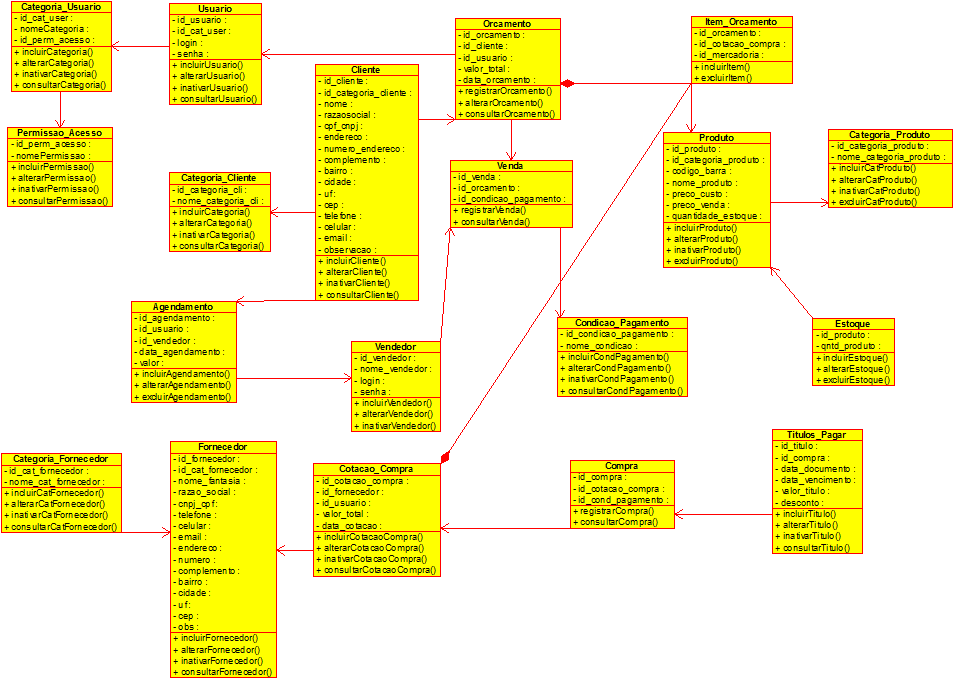 Categoria_Usuario
- id_cat_user :
- nomeCategoria :
- id_perm_acesso :
+ incluirCategoria()
+ alterarCategoria()
+ inativarCategoria()
+ consultarCategoria()
Usuario
- id_usuario :
- id_cat_user :
- login :
- senha :
+ incluirUsuario()
+ alterarUsuario()
+ inativarUsuario()
+ consultarUsuario()
Orcamento
- id_orcamento :
- id_cliente :
- id_usuario :
- valor_total :
- data_orcamento :
+ registrarOrcamento()
+ alterarOrcamento()
+ consultarOrcamento()
Item_Orcamento
- id_orcamento :
- id_cotacao_compra :
- id_mercadoria :
+ incluirItem()
+ excluirItem()
Cliente
- id_cliente :
- id_categoria_cliente :
- nome :
- razaosocial :
- cpf_cnpj :
- endereco :
- numero_endereco :
- complemento :
- bairro :
- cidade :
- uf :
- cep :
- telefone :
- celular :
- email :
- observacao :
+ incluirCliente()
+ alterarCliente()
+ inativarCliente()
+ consultarCliente()
Permissao_Acesso
- id_perm_acesso :
- nomePermissao :
+ incluirPermissao()
+ alterarPermissao()
+ inativarPermissao()
+ consultarPermissao()
Categoria_Cliente
- id_categoria_cli :
- nome_categoria_cli :
+ incluirCategoria()
+ alterarCategoria()
+ inativarCategoria()
+ consultarCategoria()
Venda
- id_venda :
- id_orcamento :
- id_condicao_pagamento :
+ registrarVenda()
+ consultarVenda()
Produto
- id_produto :
- id_categoria_produto :
- codigo_barra :
- nome_produto :
- preco_custo :
- preco_venda :
- quantidade_estoque :
+ incluirProduto()
+ alterarProduto()
+ inativarProduto()
+ excluirProduto()
Categoria_Produto
- id_categoria_produto :
- nome_categoria_produto :
+ incluirCatProduto()
+ alterarCatProduto()
+ inativarCatProduto()
+ excluirCatProduto()
Agendamento
- id_agendamento :
- id_usuario :
- id_vendedor :
- data_agendamento :
- valor :
+ incluirAgendamento()
+ alterarAgendamento()
+ excluirAgendamento()
Vendedor
- id_vendedor :
- nome_vendedor :
- login :
- senha :
+ incluirVendedor()
+ alterarVendedor()
+ inativarVendedor()
Condicao_Pagamento
- id_condicao_pagamento :
- nome_condicao :
+ incluirCondPagamento()
+ alterarCondPagamento()
+ inativarCondPagamento()
+ consultarCondPagamento()
Estoque
- id_produto :
- qntd_produto :
+ incluirEstoque()
+ alterarEstoque()
+ excluirEstoque()
Categoria_Fornecedor
- id_cat_fornecedor :
- nome_cat_fornecedor :
+ incluirCatFornecedor()
+ alterarCatFornecedor()
+ inativarCatFornecedor()
+ consultarCatFornecedor()
Fornecedor
- id_fornecedor :
- id_cat_fornecedor :
- nome_fantasia :
- razao_social :
- cnpj_cpf:
- telefone :
- celular :
- email :
- endereco :
- numero :
- complemento :
- bairro :
- cidade :
- uf:
- cep :
- obs :
+ incluirFornecedor()
+ alterarFornecedor()
+ inativarFornecedor()
+ consultarFornecedor()
Cotacao_Compra
- id_cotacao_compra :
- id_fornecedor :
- id_usuario :
- valor_total :
- data_cotacao :
+ incluirCotacaoCompra()
+ alterarCotacaoCompra()
+ inativarCotacaoCompra()
+ consultarCotacaoCompra()
Compra
- id_compra :
- id_cotacao_compra :
- id_cond_pagamento :
+ registrarCompra()
+ consultarCompra()
Titulos_Pagar
- id_titulo :
- id_compra :
- data_documento :
- data_vencimento :
- valor_titulo :
- desconto :
+ incluirTitulo()
+ alterarTitulo()
+ inativarTitulo()
+ consultarTitulo()